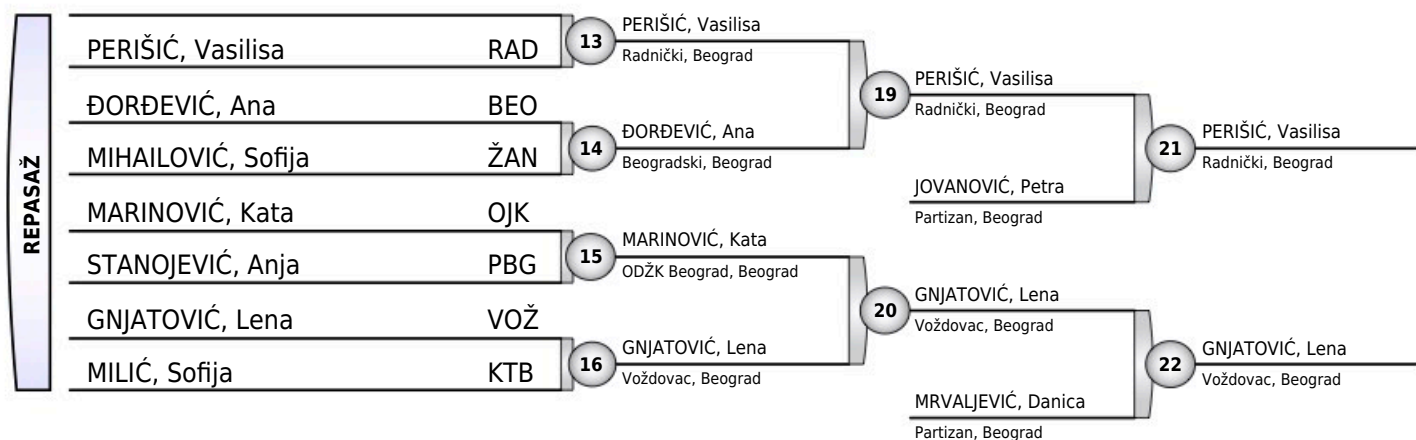 REPASAŽ
PERIŠIĆ, Vasilisa RAD
ĐORĐEVIĆ, Ana BEO
MIHAILOVIĆ, Sofija ŽAN
MARINOVIĆ, Kata OJK
STANOJEVIĆ, Anja PBG
GNJATOVIĆ, Lena VOŽ
MILIĆ, Sofija KTB
13
PERIŠIĆ, Vasilisa
Radnički, Beograd
14
ĐORĐEVIĆ, Ana
Beogradski, Beograd
15
MARINOVIĆ, Kata
ODŽK Beograd, Beograd
16
GNJATOVIĆ, Lena
Voždovac, Beograd
19
PERIŠIĆ, Vasilisa
Radnički, Beograd
JOVANOVIĆ, Petra
Partizan, Beograd
20
GNJATOVIĆ, Lena
Voždovac, Beograd
MRVALJEVIĆ, Danica
Partizan, Beograd
21
PERIŠIĆ, Vasilisa
Radnički, Beograd
22
GNJATOVIĆ, Lena
Voždovac, Beograd